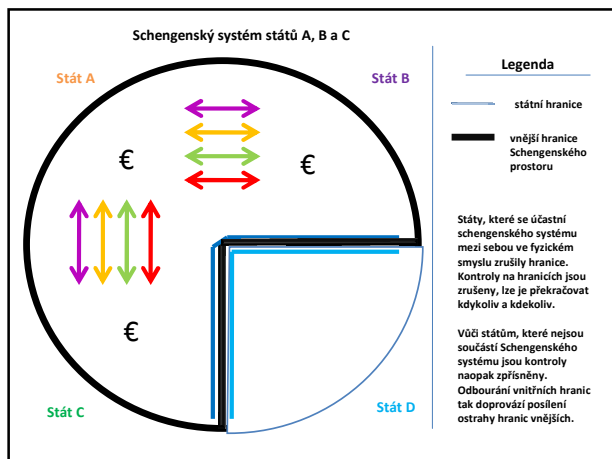 Schengenský systém států A, B a C
Stát A
Stát B
€
€
€
Stát C
Stát D
Legenda
státní hranice
vnější hranice
Schengenského
prostoru
Státy, které se účastní
schengenského systému
mezi sebou ve fyzickém
smyslu zrušily hranice.
Kontroly na hranicích jsou
zrušeny, lze je překračovat
kdykoliv a kdekoliv.
Vůči státům, které nejsou
součástí Schengenského
systému jsou kontroly
naopak zpřísněny.
Odbourání vnitřních hranic
tak doprovází posílení
ostrahy hranic vnějších.